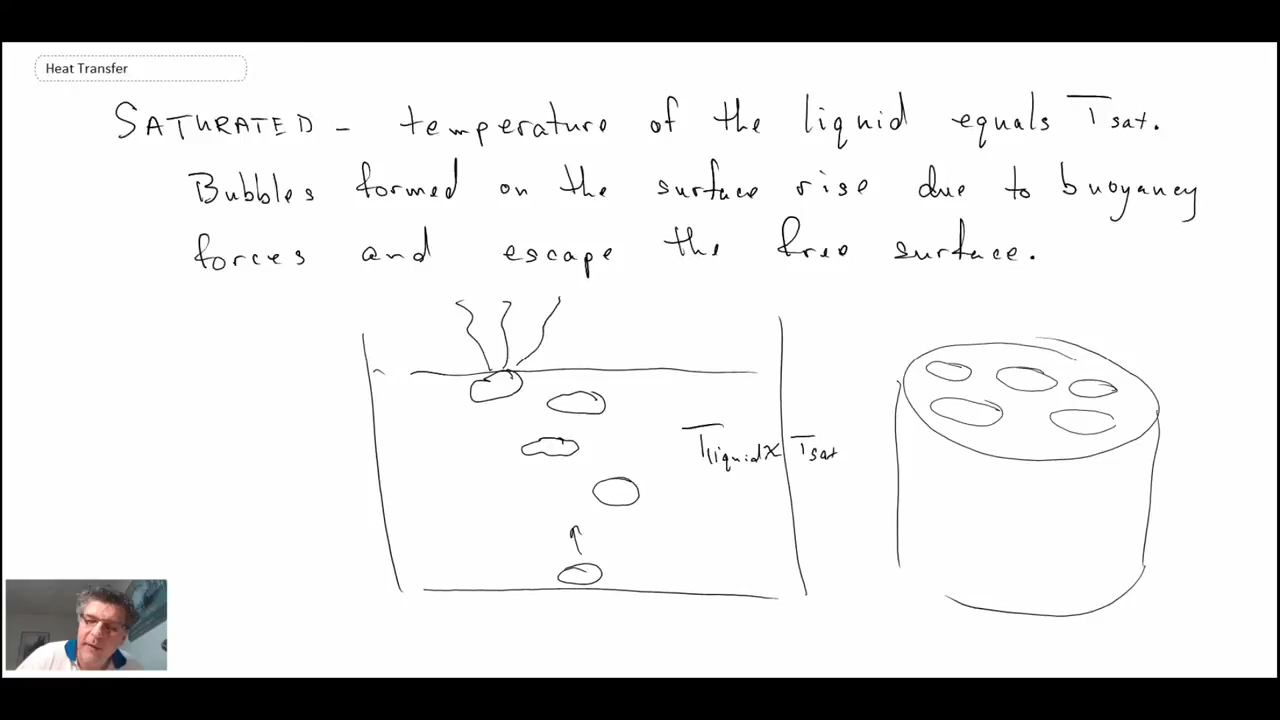 Heat Transfer
SATURATED - temperature of the liquid equals Tsat.
Bubbles formed on the surface rise due to buoyancy
forces and escape the free surface.
Tliquid ≈ Tsat